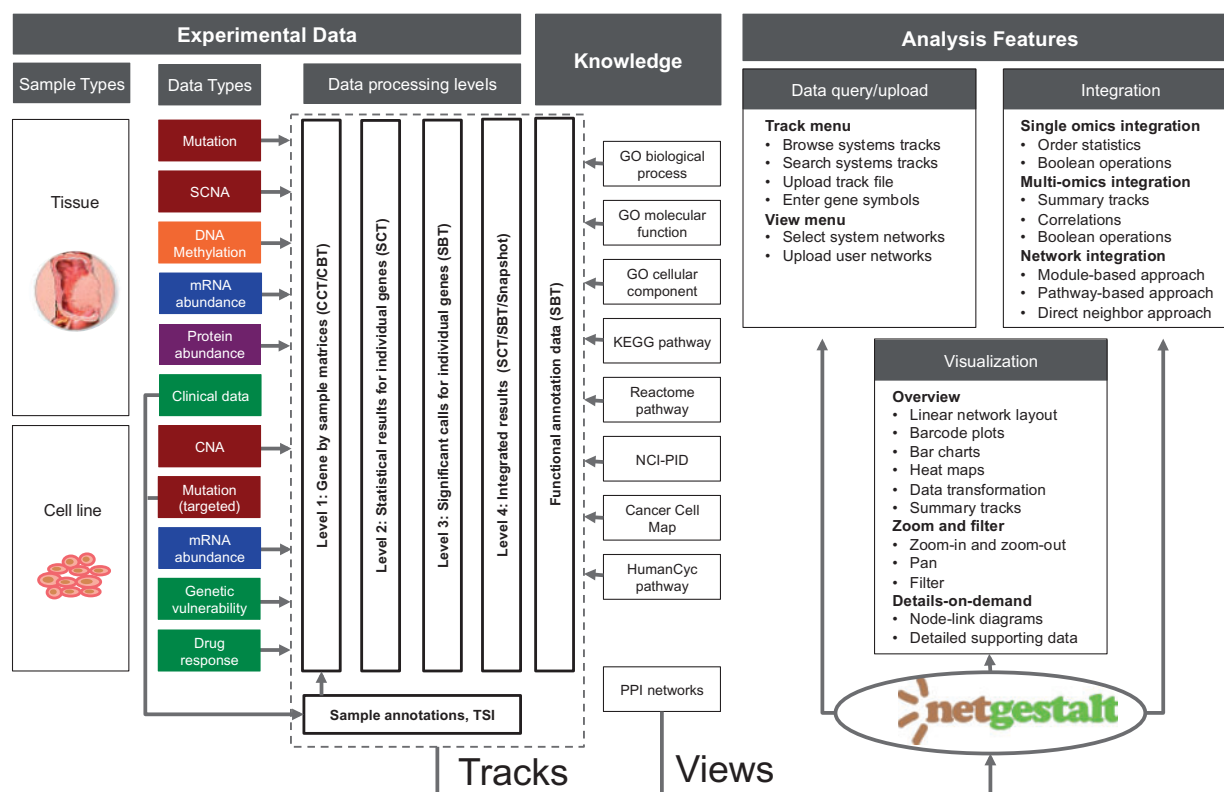 Experimental Data
Sample Types
Data Types
Data processing levels
Knowledge
Tissue
Cell line
Mutation
SCNA
DNA
Methylation
mRNA
abundance
Protein
abundance
Clinical data
CNA
Mutation
(targeted)
mRNA
abundance
Genetic
vulnerability
Drug
response
Level 1: Gene by sample matrices (CCT/CBT)
Level 2: Statistical results for individual genes (SCT)
Level 3: Significant calls for individual genes (SBT)
Level 4: Integrated results (SCT/SBT/Snapshot)
Functional annotation data (SBT)
Sample annotations, TSI
GO biological
process
GO molecular
function
GO cellular
component
KEGG pathway
Reactome
pathway
NCI-PID
Cancer Cell
Map
HumanCyc
pathway
PPI networks
Tracks
Views
Analysis Features
Data query/upload
Track menu
• Browse systems tracks
• Search systems tracks
• Upload track file
• Enter gene symbols
View menu
• Select system networks
• Upload user networks
Integration
Single omics integration
• Order statistics
• Boolean operations
Multi-omics integration
• Summary tracks
• Correlations
• Boolean operations
Network integration
• Module-based approach
• Pathway-based approach
• Direct neighbor approach
Visualization
Overview
• Linear network layout
• Barcode plots
• Bar charts
• Heat maps
• Data transformation
• Summary tracks
Zoom and filter
• Zoom-in and zoom-out
• Pan
• Filter
Details-on-demand
• Node-link diagrams
• Detailed supporting data
netgestalt